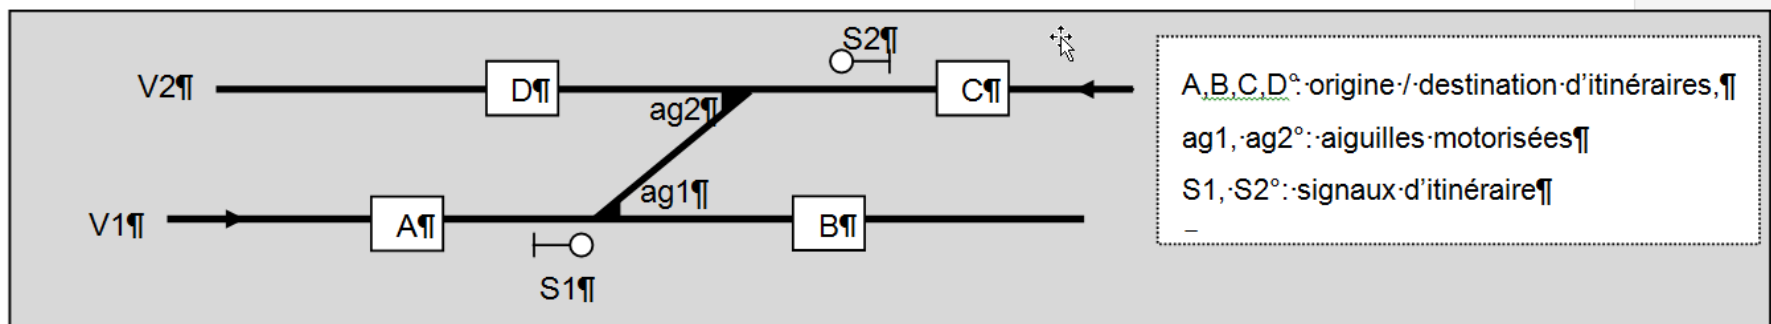 S2¶
V2¶
D¶
C¶
ag2¶
ag1¶
V1¶
A¶
B¶
S1¶
A,B,C,D°:·origine·/·destination·d’itinéraires,¶
ag1,·ag2°:·aiguilles·motorisées¶
S1,·S2°:·signaux·d’itinéraire¶